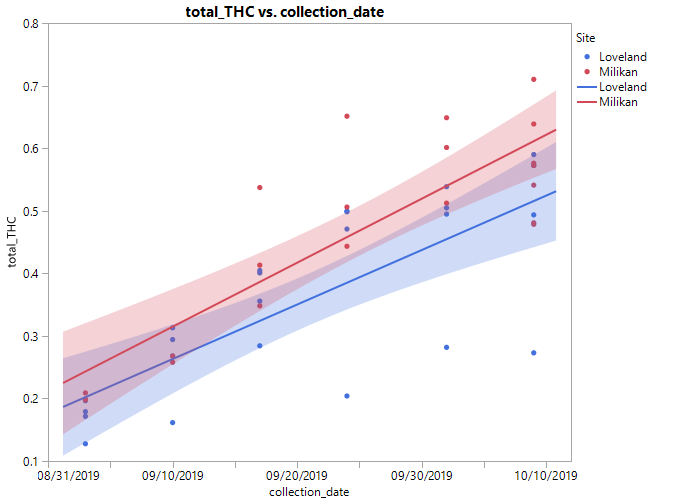 total_THC vs. collection_date
Site
Loveland
Milikan
Loveland
Milikan
total_THC
0.8
0.7
0.6
0.5
0.4
0.3
0.2
0.1
08/31/2019 09/10/2019 09/20/2019 09/30/2019 10/10/2019
collection_date